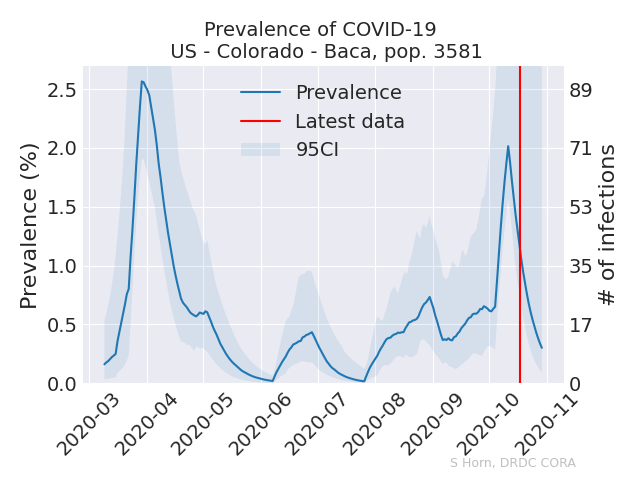 Prevalence of COVID-19
US - Colorado - Baca, pop. 3581
Prevalence
Latest data
95CI
Prevalence (%)
2.5
2.0
1.5
1.0
0.5
0.0
89
71
53
35
17
0
# of infections
2020-03
2020-04
2020-05
2020-06
2020-07
2020-08
2020-09
2020-10
2020-11
S Horn, DRDC CORA